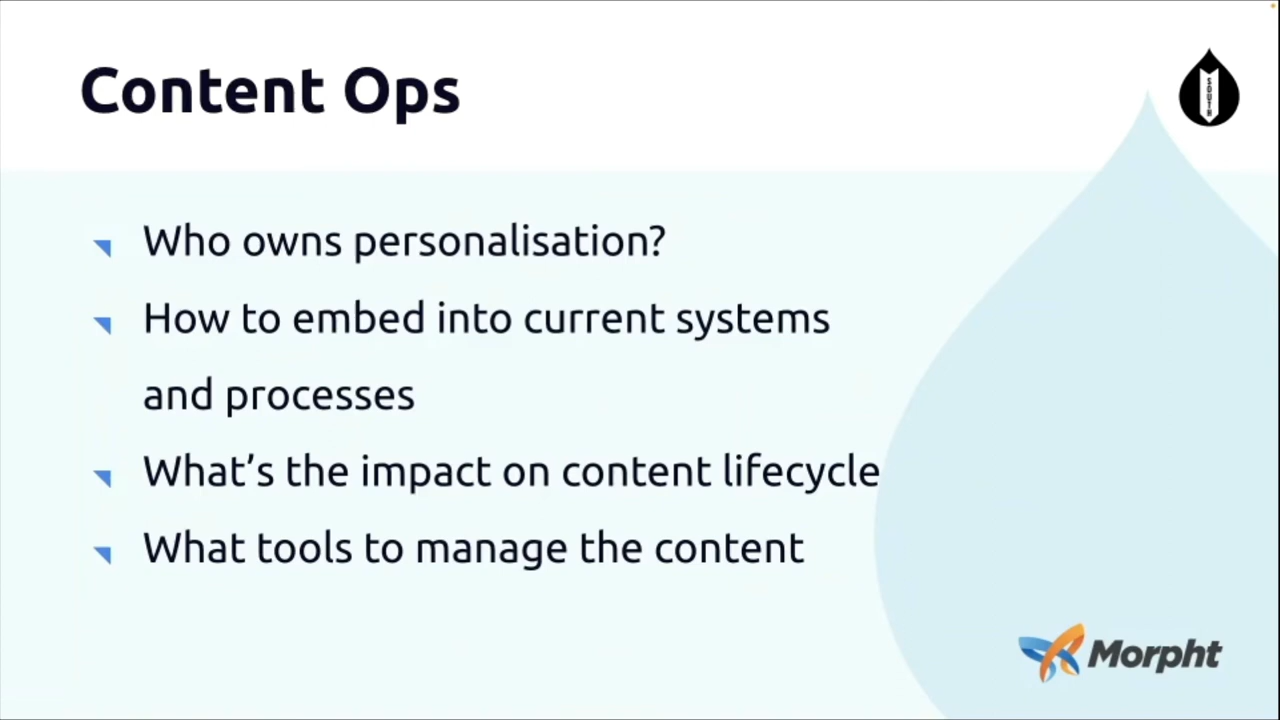 Content Ops
SOUTH
Who owns personalisation?
How to embed into current systems
and processes
What’s the impact on content lifecycle
What tools to manage the content
Morpht